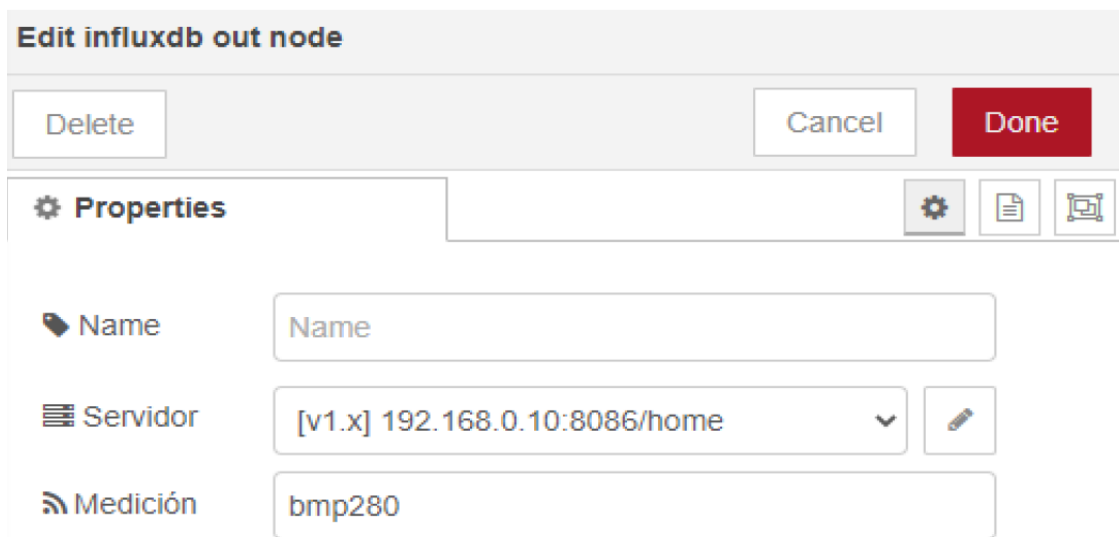 Edit influxdb out node
Delete Cancel Done
Properties
Name Name
Servidor [v1.x] 192.168.0.10:8086/home
Medición bmp280